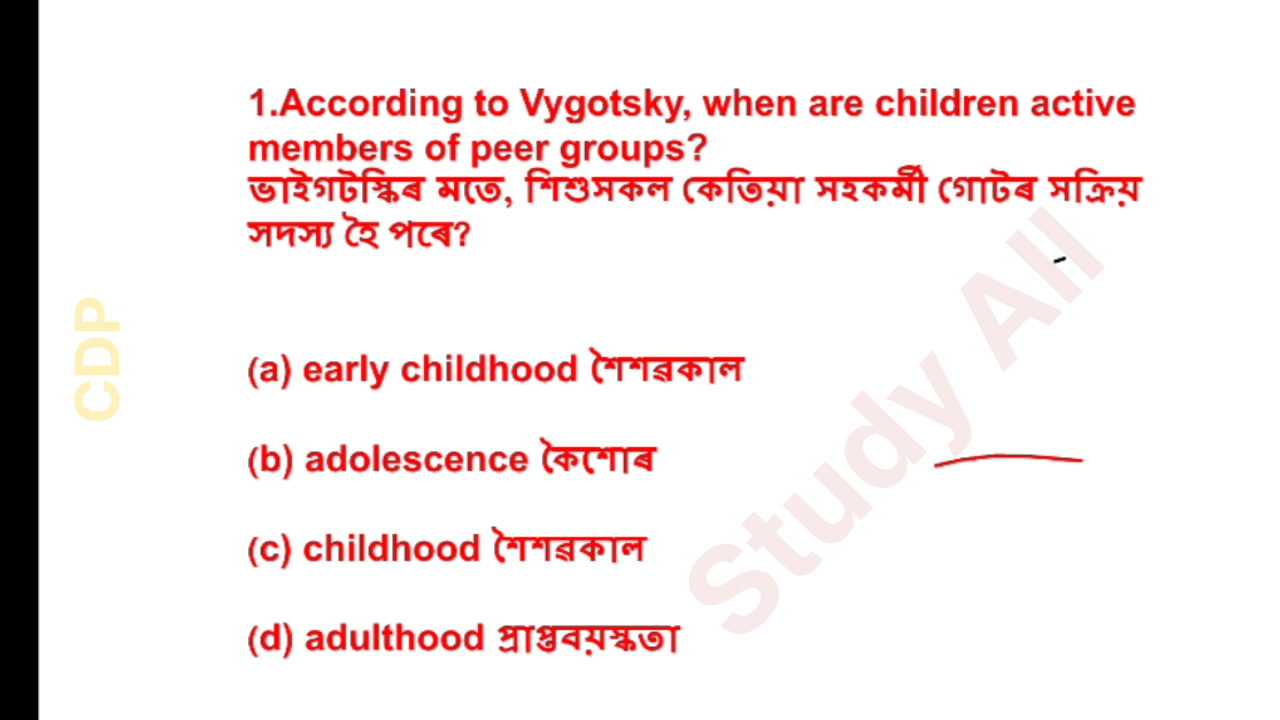 1.According to Vygotsky, when are children active
members of peer groups?
ভাইগটস্কিৰ মতে, শিশুসকল কেতিয়া সহকৰ্মী গোটৰ সক্ৰিয়
সদস্য হৈ পৰে?
(a) early childhood শৈশৱকাল
(b) adolescence কৈশোৰ
(c) childhood শৈশৱকাল
(d) adulthood প্ৰাপ্তবয়স্কতা
CDP
Study All